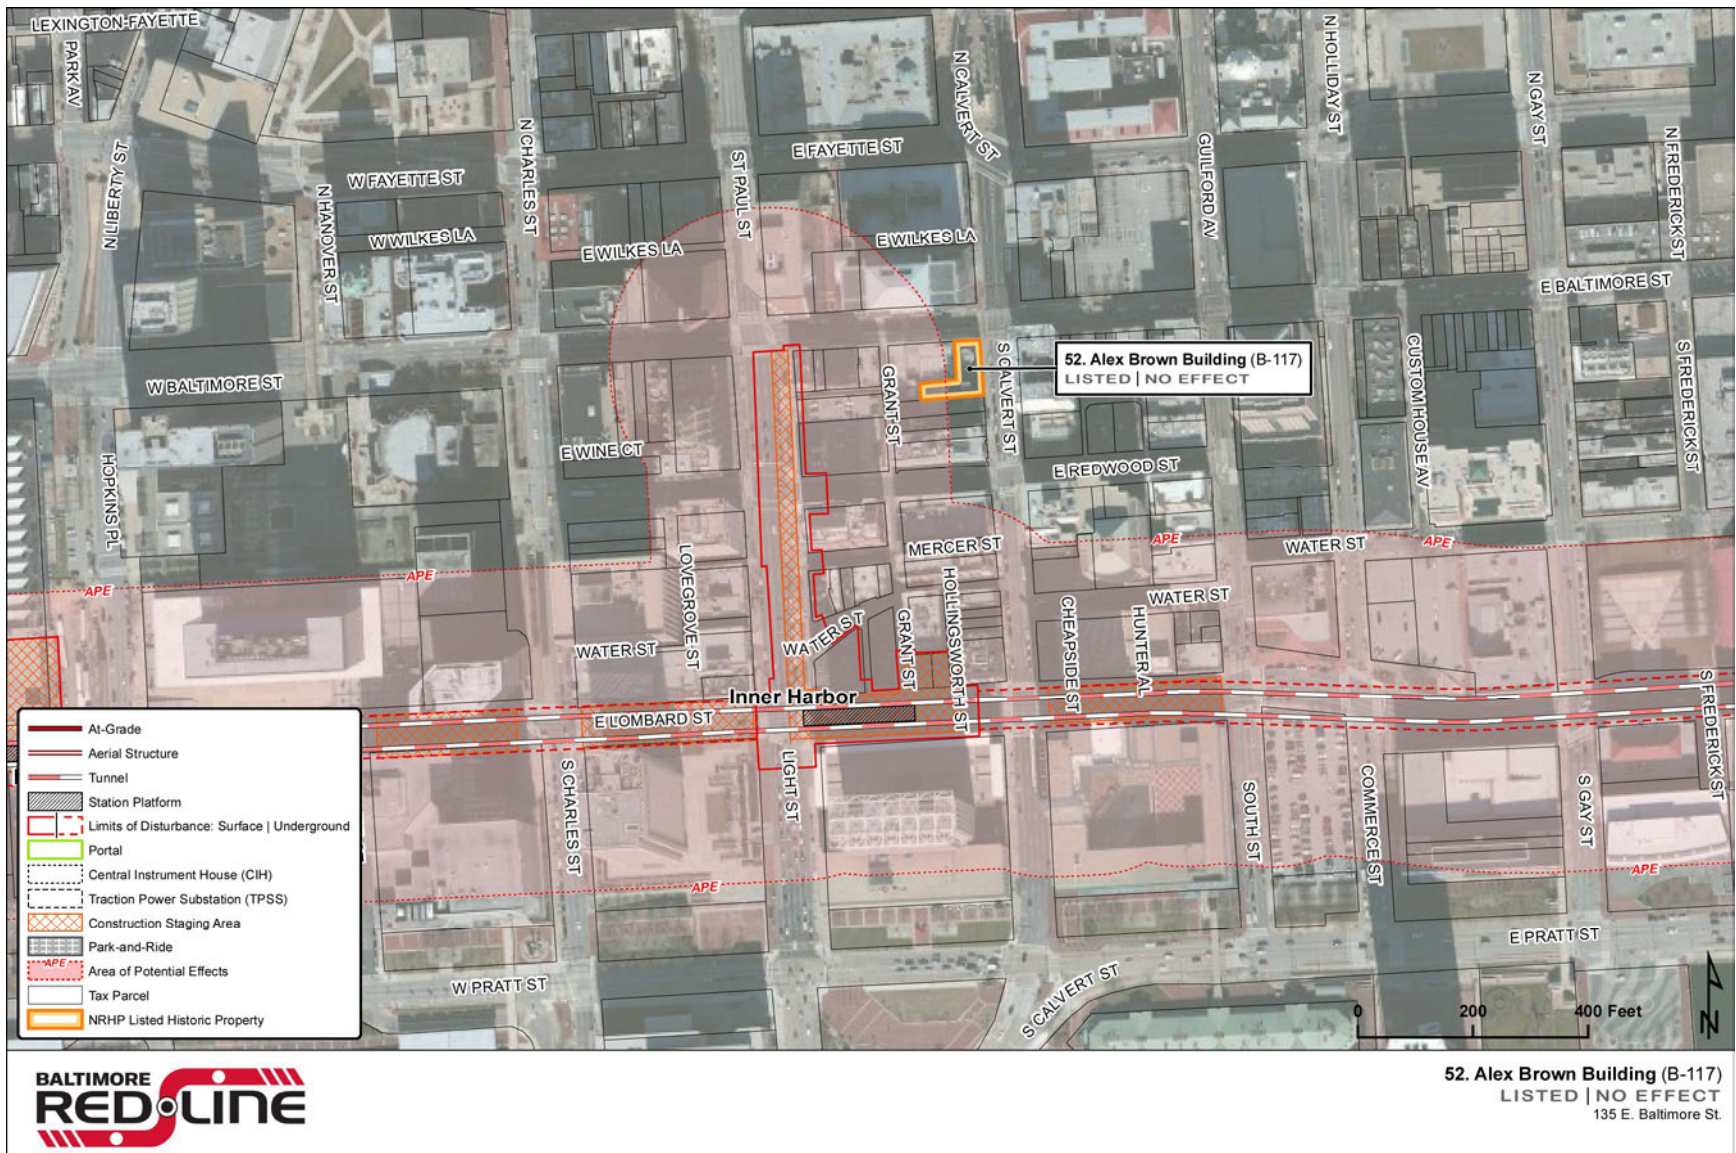 LEXINGTON-FAYETTE
PARK AV
N LIBERTY ST
N HANOVER ST
W FAYETTE ST
W WILKES LA
N CHARLES ST
E WILKES LA
ST PAUL ST
E FAYETTE ST
E WILKES LA
N CALVERT ST
N CALVERT ST
GUILFORD AV
N HOLLIDAY ST
N GAY ST
N FREDERICK ST
N FREDERICK ST
E BALTIMORE ST
W BALTIMORE ST
HOPKINS PL
E WINE CT
GRANT ST
S CALVERT ST
52. Alex Brown Building (B-117)
LISTED | NO EFFECT
E REDWOOD ST
CUSTOM HOUSE AV
S FREDERICK ST
S FREDERICK ST
APE
APE
APE
APE
MERCER ST
WATER ST
LOVEGROVE ST
WATER ST
WATER ST
GRANT ST
HOLLINGSWORTH ST
CHEAPSIDE ST
HUNTER AL
WATER ST
Inner Harbor
E LOMBARD ST
S FREDERICK ST
S CHARLES ST
LIGHT ST
SOUTH ST
COMMERCE ST
S GAY ST
APE
APE
W PRATT ST
S CALVERT ST
E PRATT ST
At-Grade
Aerial Structure
Tunnel
Station Platform
Limits of Disturbance: Surface | Underground
Portal
Central Instrument House (CIH)
Traction Power Substation (TPSS)
Construction Staging Area
Park-and-Ride
APE
Area of Potential Effects
Tax Parcel
NRHP Listed Historic Property
0 200 400 Feet
N
BALTIMORE
RED LINE
52. Alex Brown Building (B-117)
LISTED | NO EFFECT
135 E. Baltimore St.